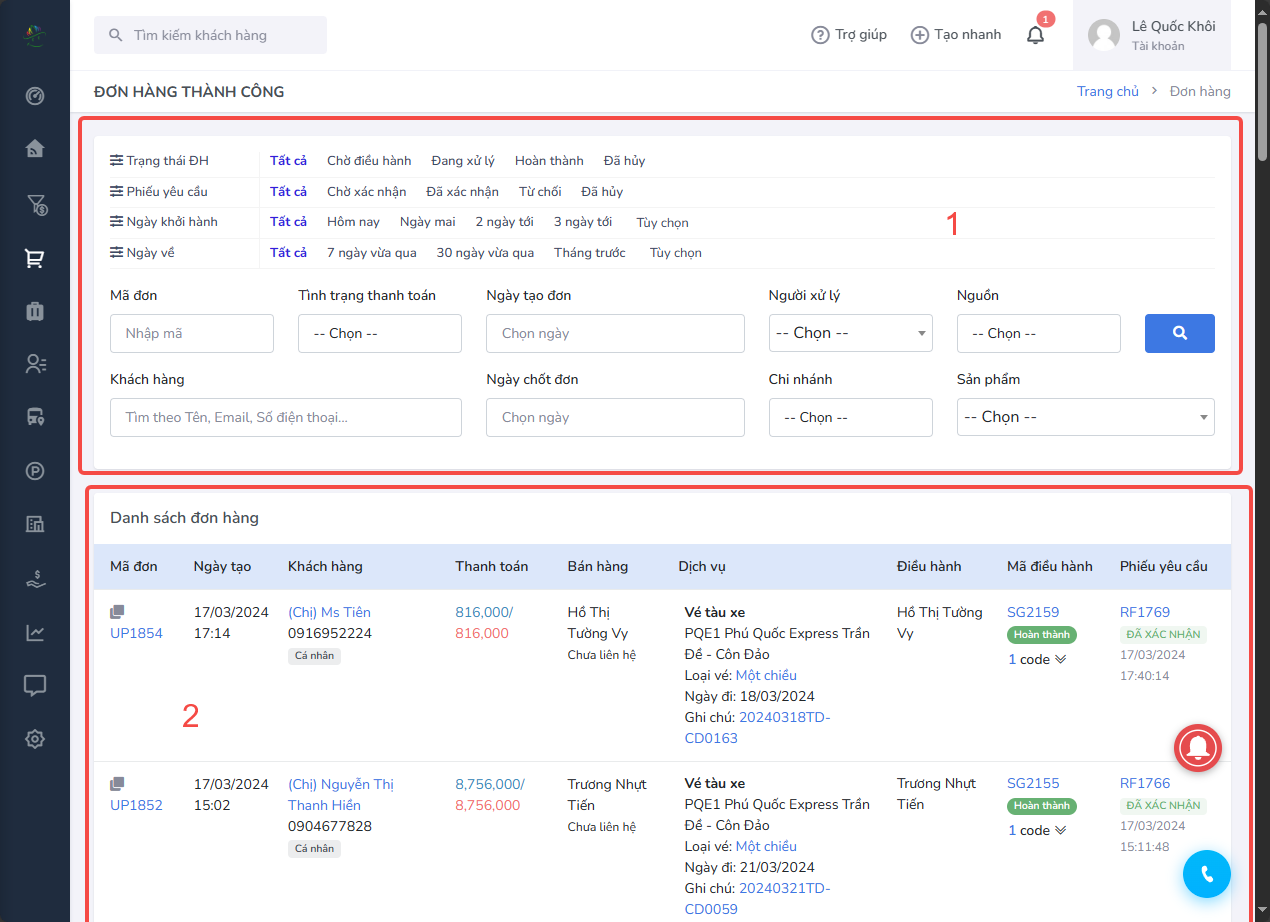 Tìm kiếm khách hàng
Trợ giúp
Tạo nhanh
1
Lê Quốc Khôi
Tài khoản
ĐƠN HÀNG THÀNH CÔNG
Trang chủ > Đơn hàng
Trạng thái ĐH Tất cả Chờ điều hành Đang xử lý Hoàn thành Đã hủy
Phiếu yêu cầu Tất cả Chờ xác nhận Đã xác nhận Từ chối Đã hủy
Ngày khởi hành Tất cả Hôm nay Ngày mai 2 ngày tới 3 ngày tới Tùy chọn
1
Ngày về Tất cả 7 ngày vừa qua 30 ngày vừa qua Tháng trước Tùy chọn
Mã đơn Tình trạng thanh toán Ngày tạo đơn Người xử lý Nguồn
Nhập mã -- Chọn -- Chọn ngày -- Chọn -- -- Chọn --
Khách hàng Ngày chốt đơn Chi nhánh Sản phẩm
Tìm theo Tên, Email, Số điện thoại... Chọn ngày -- Chọn -- -- Chọn --
Danh sách đơn hàng
Mã đơn Ngày tạo Khách hàng Thanh toán Bán hàng Dịch vụ Điều hành Mã điều hành Phiếu yêu cầu
UP1854
17/03/2024
17:14
(Chị) Ms Tiên
0916952224
Cá nhân
816,000/
816,000
Hồ Thị
Tường Vy
Chưa liên hệ
Vé tàu xe
PQE1 Phú Quốc Express Trần
Đề - Côn Đảo
Loại vé: Một chiều
Ngày đi: 18/03/2024
Ghi chú: 20240318TD-
CD0163
Hồ Thị Tường
Vy
SG2159
Hoàn thành
1 code
RF1769
ĐÃ XÁC NHẬN
17/03/2024
17:40:14
2
UP1852
17/03/2024
15:02
(Chị) Nguyễn Thị
Thanh Hiền
0904677828
Cá nhân
8,756,000/
8,756,000
Trương Nhựt
Tiến
Chưa liên hệ
Vé tàu xe
PQE1 Phú Quốc Express Trần
Đề - Côn Đảo
Loại vé: Một chiều
Ngày đi: 21/03/2024
Ghi chú: 20240321TD-
CD0059
Trương Nhựt
Tiến
SG2155
Hoàn thành
1 code
RF1766
ĐÃ XÁC NHẬN
17/03/2024
15:11:48